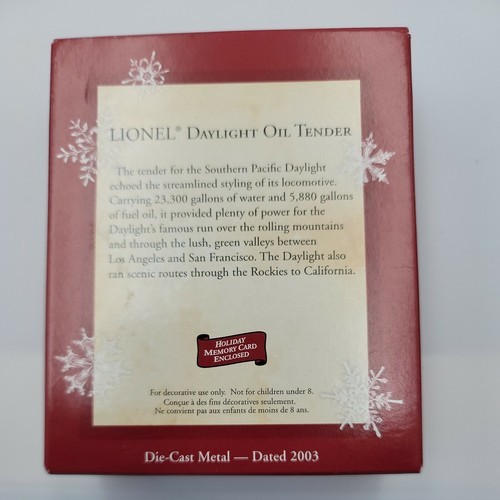 LIONEL® DAYLIGHT OIL TENDER
The tender for the Southern Pacific Daylight
echoed the streamlined styling of its locomotive.
Carrying 23,300 gallons of water and 5,880 gallons
of fuel oil, it provided plenty of power for the
Daylight's famous run over the rolling mountains
and through the lush, green valleys between
Los Angeles and San Francisco. The Daylight also
ran scenic routes through the Rockies to California.
HOLIDAY
MEMORY CARD
ENCLOSED
For decorative use only. Not for children under 8.
Conçue à des fins décoratives seulement.
Ne convient pas aux enfants de moins de 8 ans.
Die-Cast Metal — Dated 2003